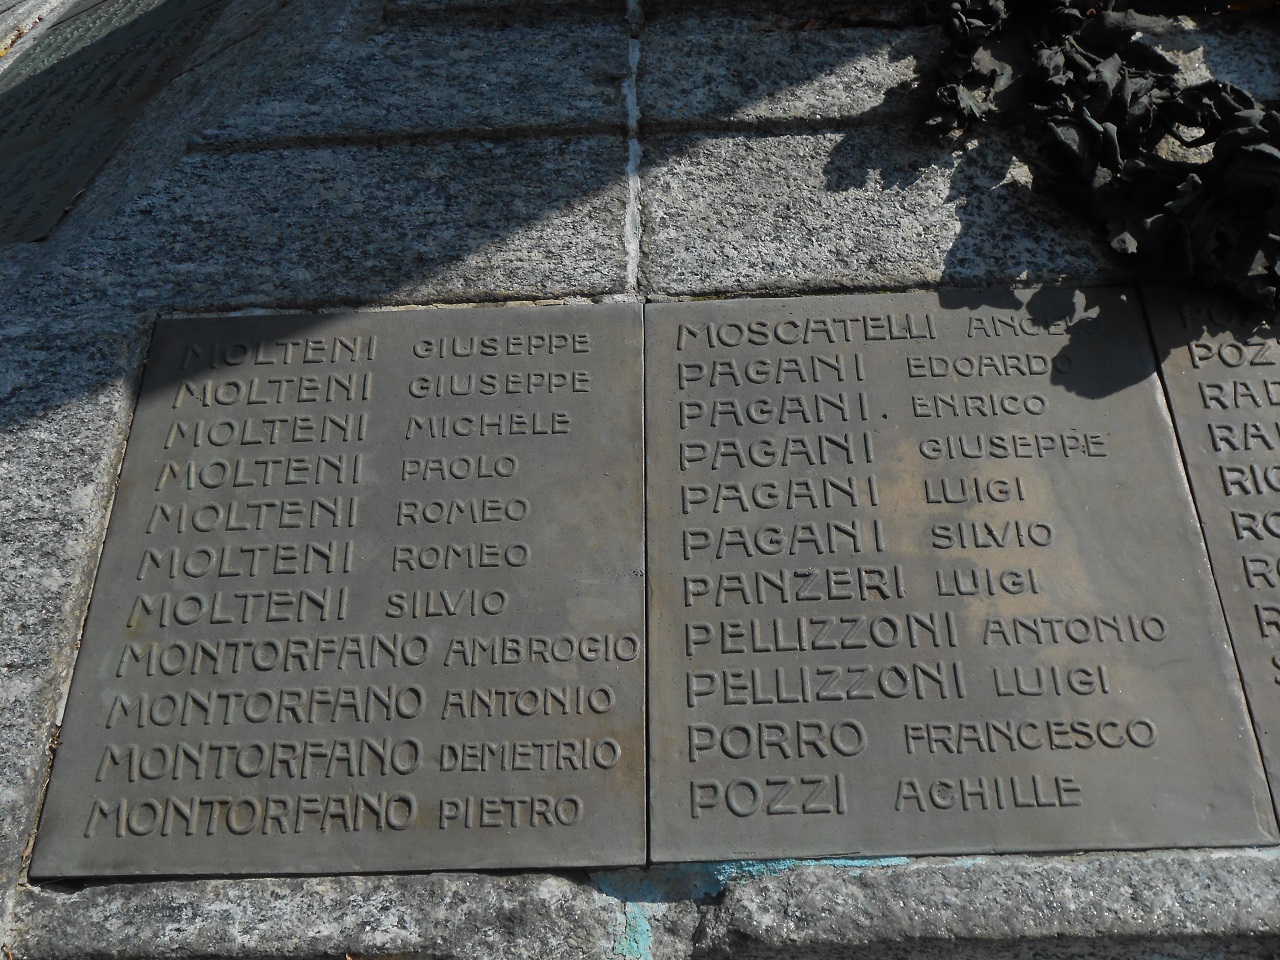 MOLTENI GIUSEPPE
MOLTENI GIUSEPPE
MOLTENI MICHELE
MOLTENI PAOLO
MOLTENI ROMEO
MOLTENI ROMEO
MOLTENI SILVIO
MONTORFANO AMBROGIO
MONTORFANO ANTONIO
MONTORFANO DEMETRIO
MONTORFANO PIETRO
MOSCATELLI ANGELO
PAGANI EDOARDO
PAGANI ENRICO
PAGANI GIUSEPPE
PAGANI LUIGI
PAGANI SILVIO
PANZERI LUIGI
PELLIZZONI ANTONIO
PELLIZZONI LUIGI
PORRO FRANCESCO
POZZI ACHILLE